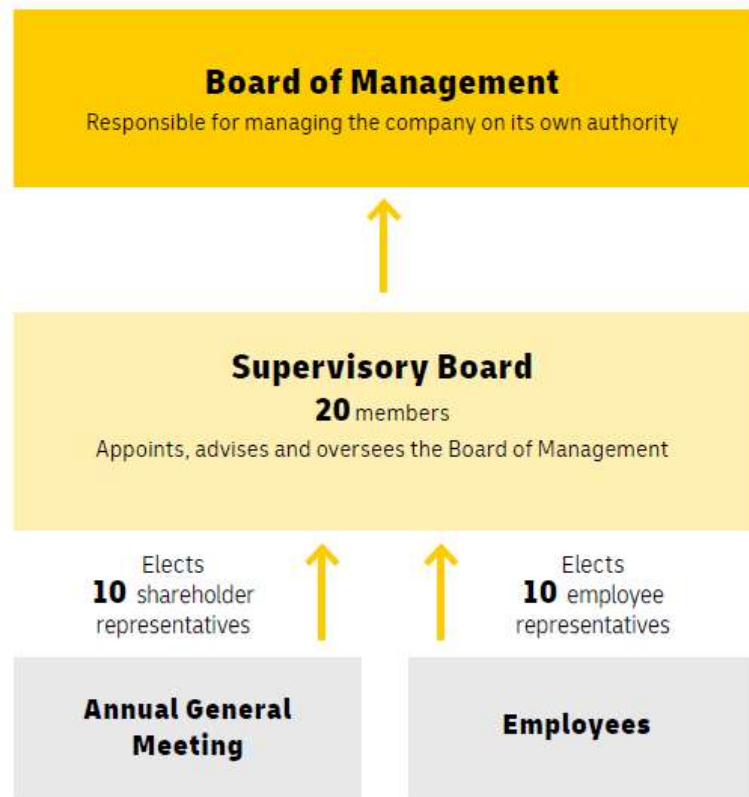 Board of Management
Responsible for managing the company on its own authority
Supervisory Board
20 members
Appoints, advises and oversees the Board of Management
Elects
10 shareholder
representatives
Elects
10 employee
representatives
Annual General
Meeting
Employees